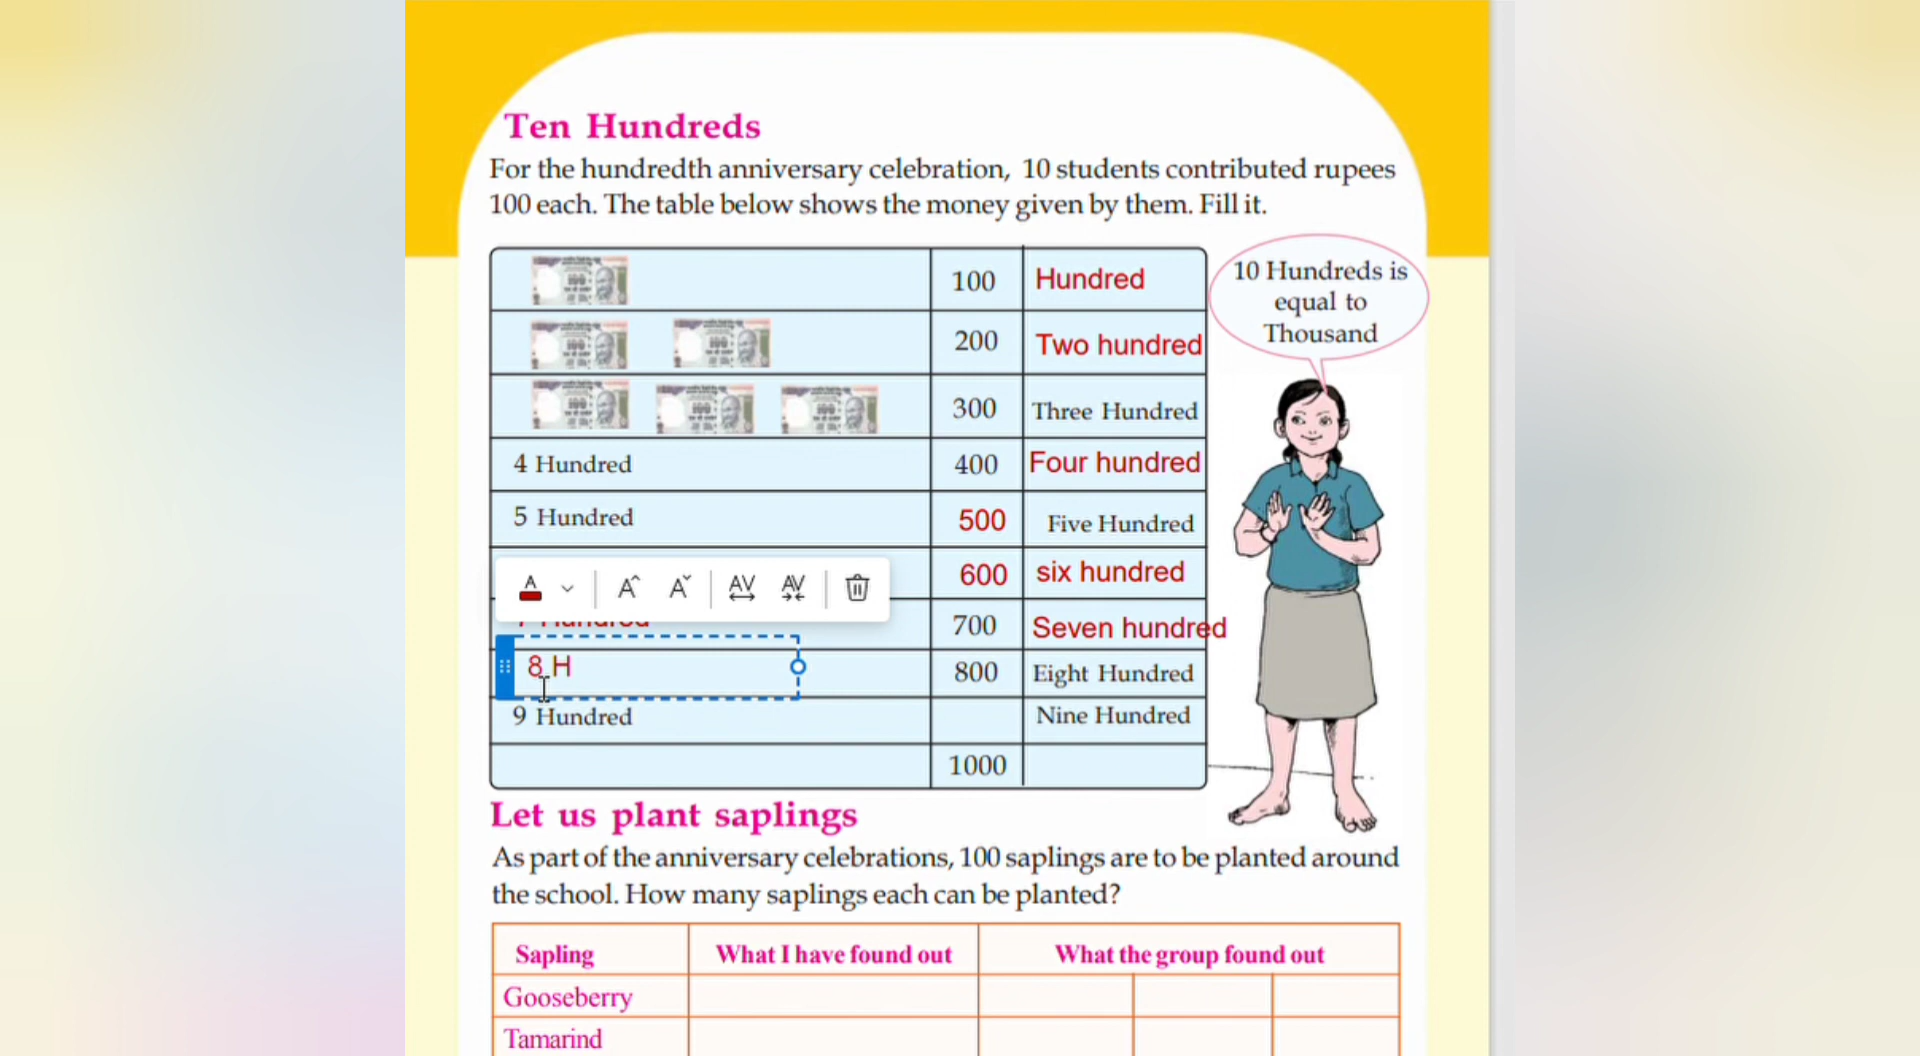 Ten Hundreds
For the hundredth anniversary celebration, 10 students contributed rupees
100 each. The table below shows the money given by them. Fill it.
100 Hundred
200 Two hundred
300 Three Hundred
4 Hundred 400 Four hundred
5 Hundred 500 Five Hundred
600 six hundred
7 Hundred 700 Seven hundred
8 H 800 Eight Hundred
9 Hundred Nine Hundred
1000
10 Hundreds is
equal to
Thousand
Let us plant saplings
As part of the anniversary celebrations, 100 saplings are to be planted around
the school. How many saplings each can be planted?
Sapling What I have found out What the group found out
Gooseberry
Tamarind